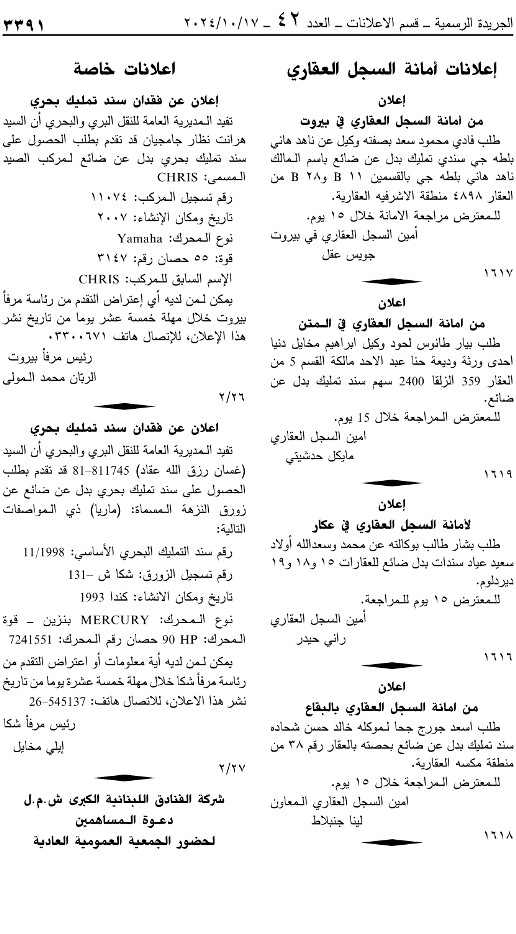 الجريدة الرسمية ــ قسم الاعلانات ــ العدد ٤٢ ــ ٢٠٢٤/١٠/١٧
٣٣٩١
إعلانات أمانة السجل العقاري
إعلان
من أمانة السجل العقاري في بيروت
طلب فادي محمود سعد بصفته وكيل عن ناهد هاني
بلطه جي سندي تمليك بدل عن ضائع باسم المالك
ناهد هاني بلطه جي بالقسمين B ١١ و٢٨ B من
العقار ٤٨٩٨ منطقة الاشرفيه العقارية.
للمعترض مراجعة الامانة خلال ١٥ يوم.
أمين السجل العقاري في بيروت
جويس عقل
١٦١٧
اعلان
من امانة السجل العقاري في المتن
طلب بيار طانوس لحود وكيل ابراهيم مخايل دنيا
احدى ورثة وديعة حنا عبد الاحد مالكة القسم 5 من
العقار 359 الزلقا 2400 سهم سند تمليك بدل عن
ضائع.
للمعترض المراجعة خلال 15 يوم.
امين السجل العقاري
مايكل حدشيتي
١٦١٩
إعلان
لأمانة السجل العقاري في عكار
طلب بشار طالب بوكالته عن محمد وسعدالله أولاد
سعيد عياد سندات بدل ضائع للعقارات ١٥ و١٨ و١٩
ديردلوم.
للمعترض ١٥ يوم للمراجعة.
أمين السجل العقاري
راني حيدر
١٦١٦
اعلان
من امانة السجل العقاري بالبقاع
طلب اسعد جورج جحا لموكله خالد حسن شحاده
سند تمليك بدل عن ضائع بحصته بالعقار رقم ٣٨ من
منطقة مكسه العقارية.
للمعترض المراجعة خلال ١٥ يوم.
امين السجل العقاري المعاون
لينا جنبلاط
١٦١٨
اعلانات خاصة
إعلان عن فقدان سند تمليك بحري
تفيد المديرية العامة للنقل البري والبحري أن السيد
هرانت نظار جامجيان قد تقدم بطلب الحصول على
سند تمليك بحري بدل عن ضائع لمركب الصيد
المسمى: CHRIS
رقم تسجيل المركب: ١١٠٧٤
تاريخ ومكان الإنشاء: ٢٠٠٧
نوع المحرك: Yamaha
قوة: ٥٥ حصان رقم: ٣١٤٧
الإسم السابق للمركب: CHRIS
يمكن لمن لديه أي إعتراض التقدم من رئاسة مرفأ
بيروت خلال مهلة خمسة عشر يوما من تاريخ نشر
هذا الإعلان، للإتصال هاتف ٠٣٣٠٠٦٧١
رئيس مرفأ بيروت
الربّان محمد المولى
٢/٢٦
اعلان عن فقدان سند تمليك بحري
تفيد المديرية العامة للنقل البري والبحري أن السيد
(غسان رزق الله عقاد) 811745–81 قد تقدم بطلب
الحصول على سند تمليك بحري بدل عن ضائع عن
زورق النزهة المسماة: (ماريا) ذي المواصفات
التالية:
رقم سند التمليك البحري الأساسي: 11/1998
رقم تسجيل الزورق: شكا ش –131
تاريخ ومكان الانشاء: كندا 1993
نوع المحرك: MERCURY بنزين – قوة
المحرك: 90 HP حصان رقم المحرك: 7241551
يمكن لمن لديه أية معلومات أو اعتراض التقدم من
رئاسة مرفأ شكا خلال مهلة خمسة عشرة يوما من تاريخ
نشر هذا الاعلان، للاتصال هاتف: 545137–26
رئيس مرفأ شكا
إيلي مخايل
٢/٢٧
شركة الفنادق اللبنانية الكبرى ش.م.ل
دعوة المساهمين
لحضور الجمعية العمومية العادية